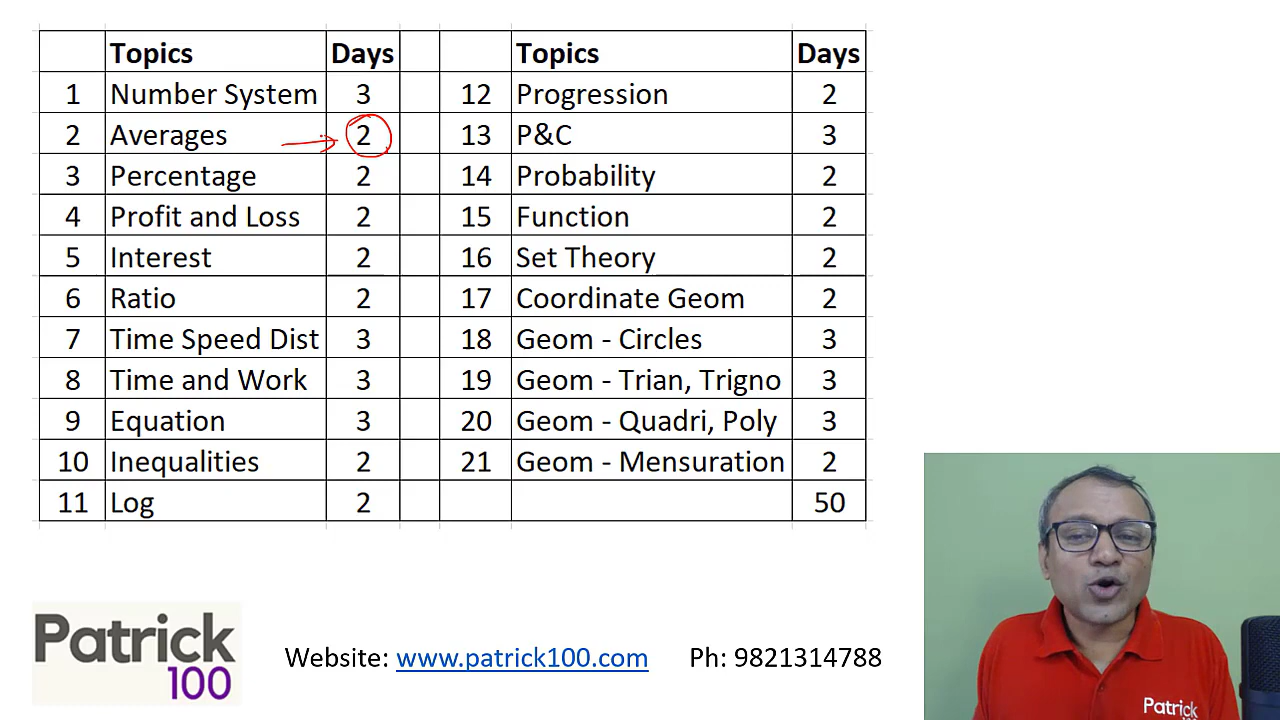 Topics Days Topics Days
1 Number System 3 12 Progression 2
2 Averages 2 13 P&C 3
3 Percentage 2 14 Probability 2
4 Profit and Loss 2 15 Function 2
5 Interest 2 16 Set Theory 2
6 Ratio 2 17 Coordinate Geom 2
7 Time Speed Dist 3 18 Geom - Circles 3
8 Time and Work 3 19 Geom - Trian, Trigno 3
9 Equation 3 20 Geom - Quadri, Poly 3
10 Inequalities 2 21 Geom - Mensuration 2
11 Log 2 50
Patrick
100
Website: www.patrick100.com Ph: 9821314788
Patrick
100